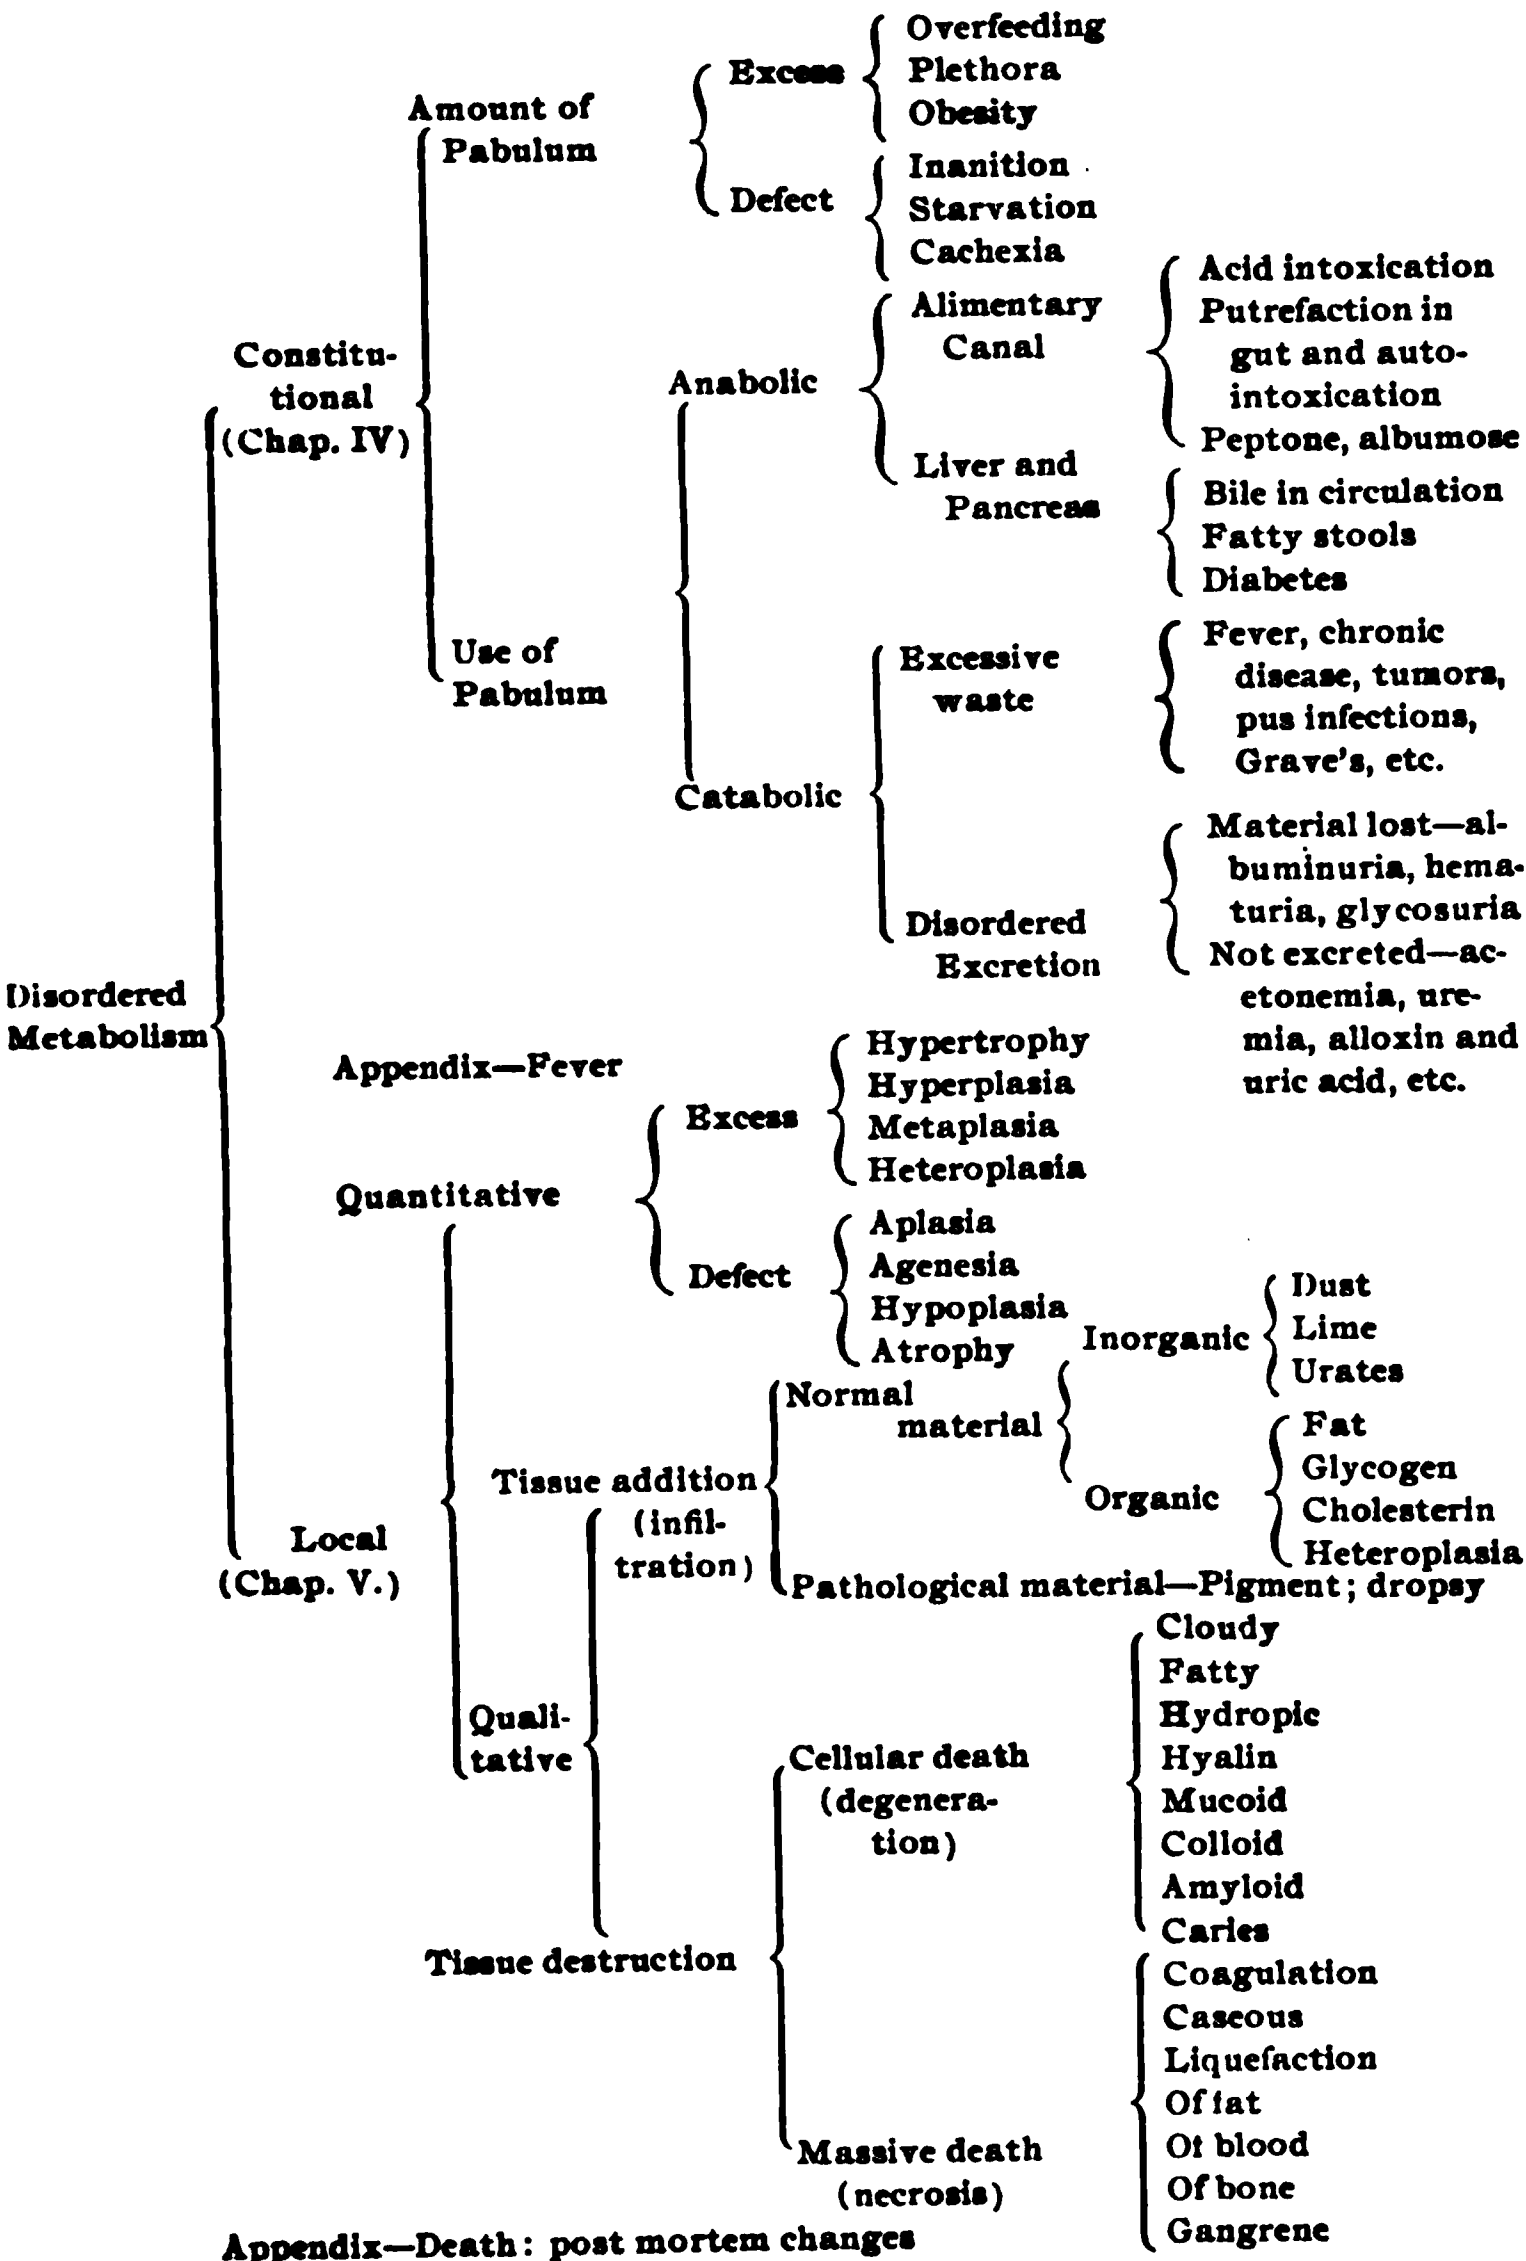 Overfeeding
Excess
Plethora
Amount of
Obesity
Pabulum
Inanition
Defect
Starvation
Cachexia
Acid intoxication
Alimentary
Putrefaction in
Canal
gut and auto-
Constitu-
Anabolic
intoxication
tional
(Chap. IV)
Peptone, albumose
Liver and
Bile in circulation
Pancreas
Fatty stools
Diabetes
Fever, chronic
Use of
Excessive
disease, tumors,
Pabulum
waste
pus infections,
Grave's, etc.
Catabolic
Material lost—al-
buminuria, hema-
Disordered
turia, glycosuria
Excretion
Not excreted—ac-
Disordered
etonemia, ure-
Metabolism
Hypertrophy
mia, alloxin and
Appendix—Fever
Hyperplasia
uric acid, etc.
Excess
Metaplasia
Heteroplasia
Quantitative
Aplasia
Defect
Agenesia
Dust
Hypoplasia
Inorganic
Lime
Atrophy
Urates
Normal
material
Fat
Glycogen
Tissue addition
Organic
Cholesterin
(infil-
Local
Heteroplasia
tration)
(Chap. V.)
Pathological material—Pigment; dropsy
Cloudy
Fatty
Quali-
Hydropic
tative
Cellular death
Hyalin
(degenera-
Mucoid
tion)
Colloid
Amyloid
Caries
Tissue destruction
Coagulation
Caseous
Liquefaction
Of fat
Massive death
Of blood
(necrosis)
Of bone
Appendix—Death: post mortem changes
Gangrene